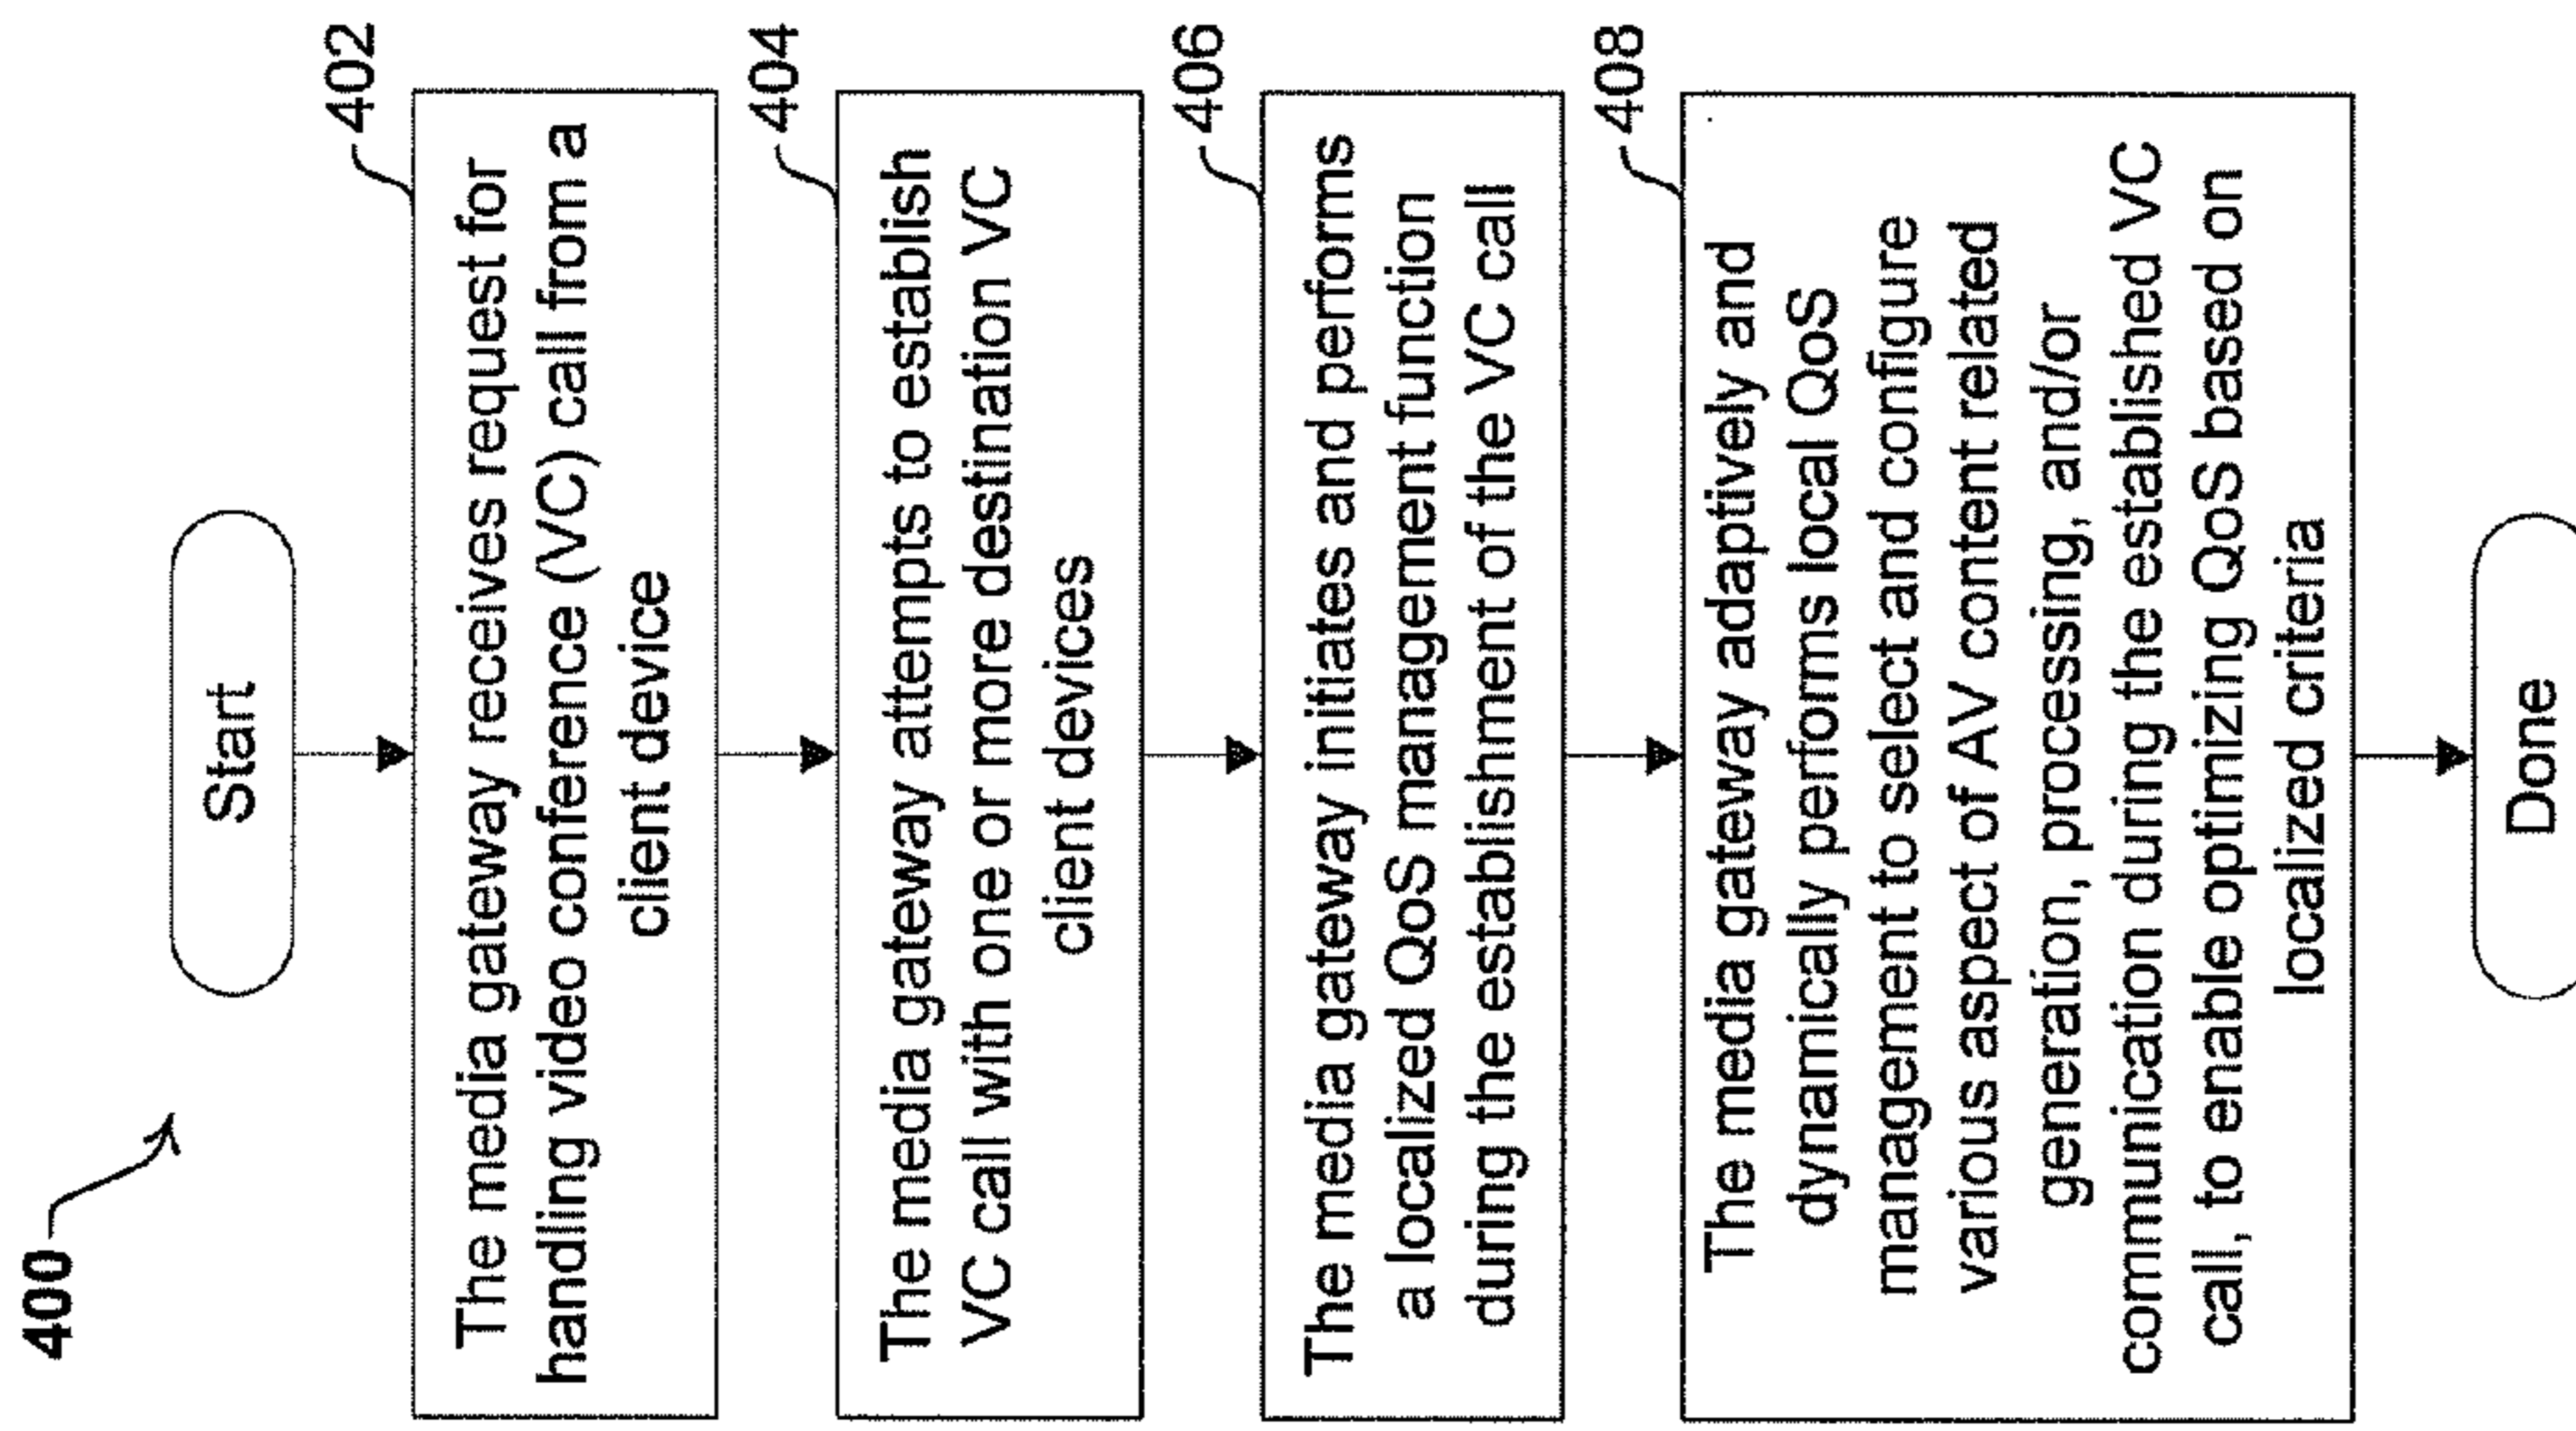 400
Start
402
The media gateway receives request for
handling video conference (VC) call from a
client device
404
The media gateway attempts to establish
VC call with one or more destination VC
client devices
406
The media gateway initiates and performs
a localized QoS management function
during the establishment of the VC call
408
The media gateway adaptively and
dynamically performs local QoS
management to select and configure
various aspect of AV content related
generation, processing, and/or
communication during the established VC
call, to enable optimizing QoS based on
localized criteria
Done